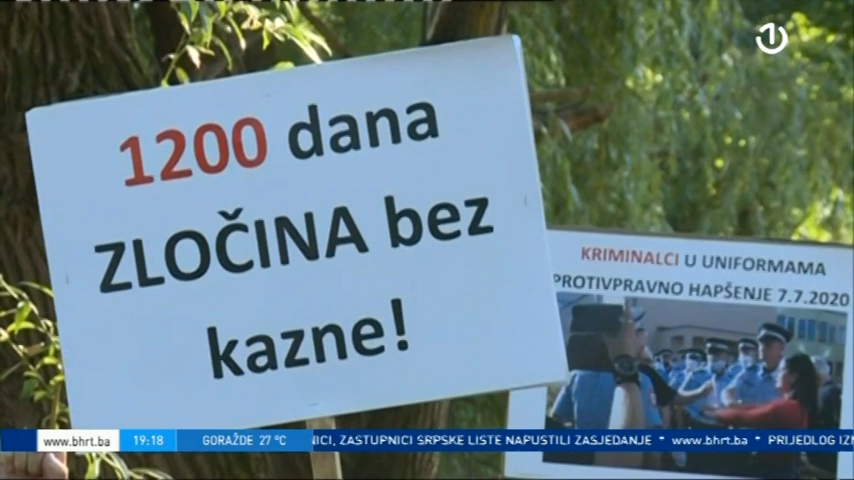 1200 dana
ZLOČINA bez
kazne!
KRIMINALCI U UNIFORMAMA
PROTIVPRAVNO HAPŠENJE 7.7.2020
www.bhrt.ba 19:18 GORAŽDE 27 °C NICI, ZASTUPNICI SRPSKE LISTE NAPUSTILI ZASJEDANJE * www.bhrt.ba * PRIJEDLOG IZ